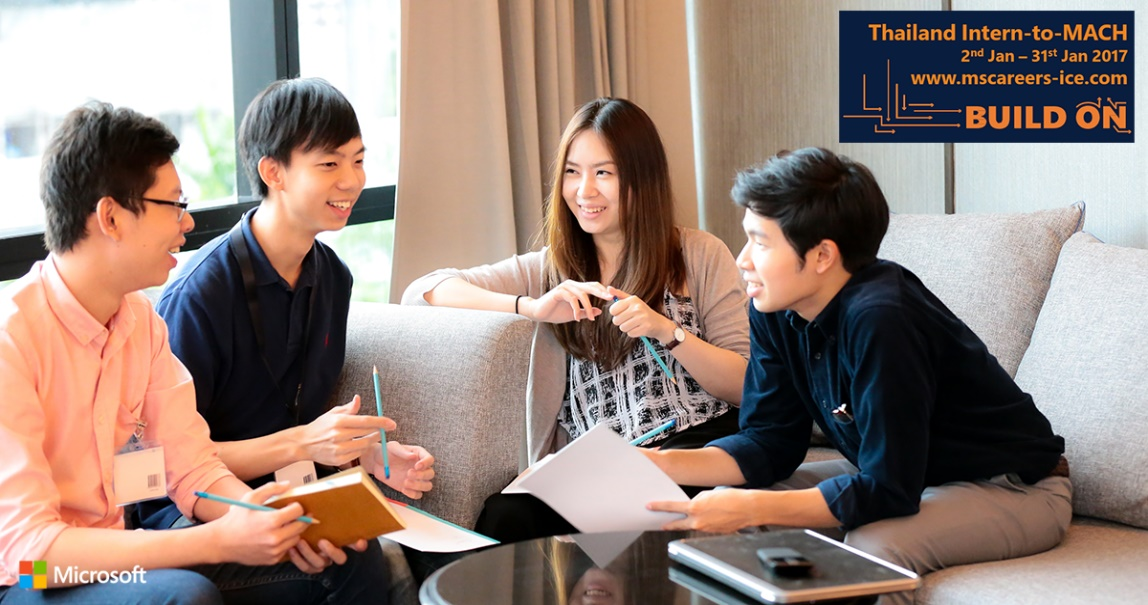 Thailand Intern-to-MACH
2nd Jan – 31st Jan 2017
www.mscareers-ice.com
BUILD ON
Microsoft